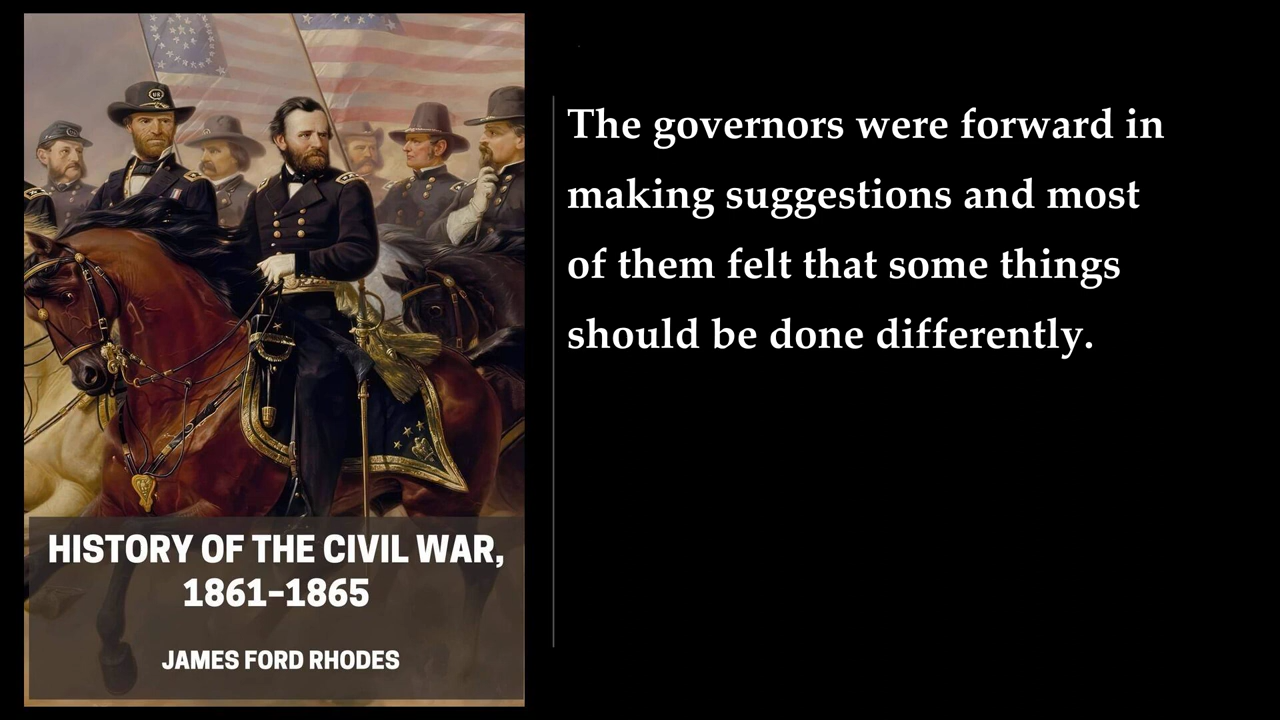 HISTORY OF THE CIVIL WAR,
1861–1865
JAMES FORD RHODES
The governors were forward in
making suggestions and most
of them felt that some things
should be done differently.